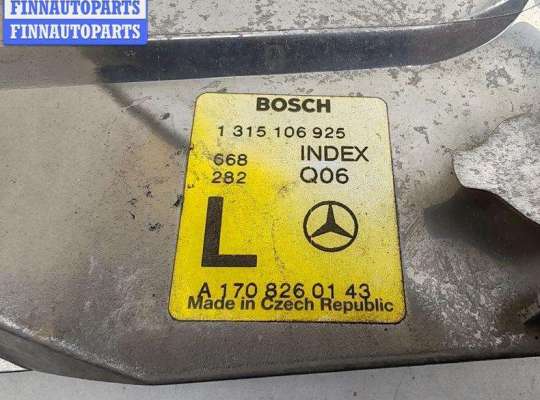 FINNAUTOPARTS
FINNAUTOPARTS
BOSCH
1 315 106 925
668 INDEX
282 Q06
L
A 170 826 01 43
Made in Czech Republic